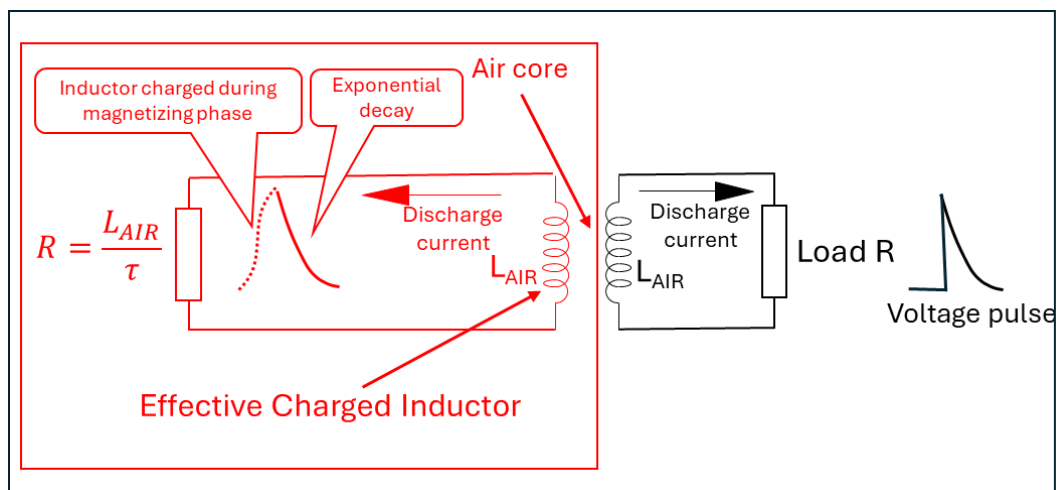 Air core
Inductor charged during
magnetizing phase
Exponential
decay
R = L_AIR / τ
Discharge
current
L_AIR
Discharge
current
L_AIR
Load R
Voltage pulse
Effective Charged Inductor